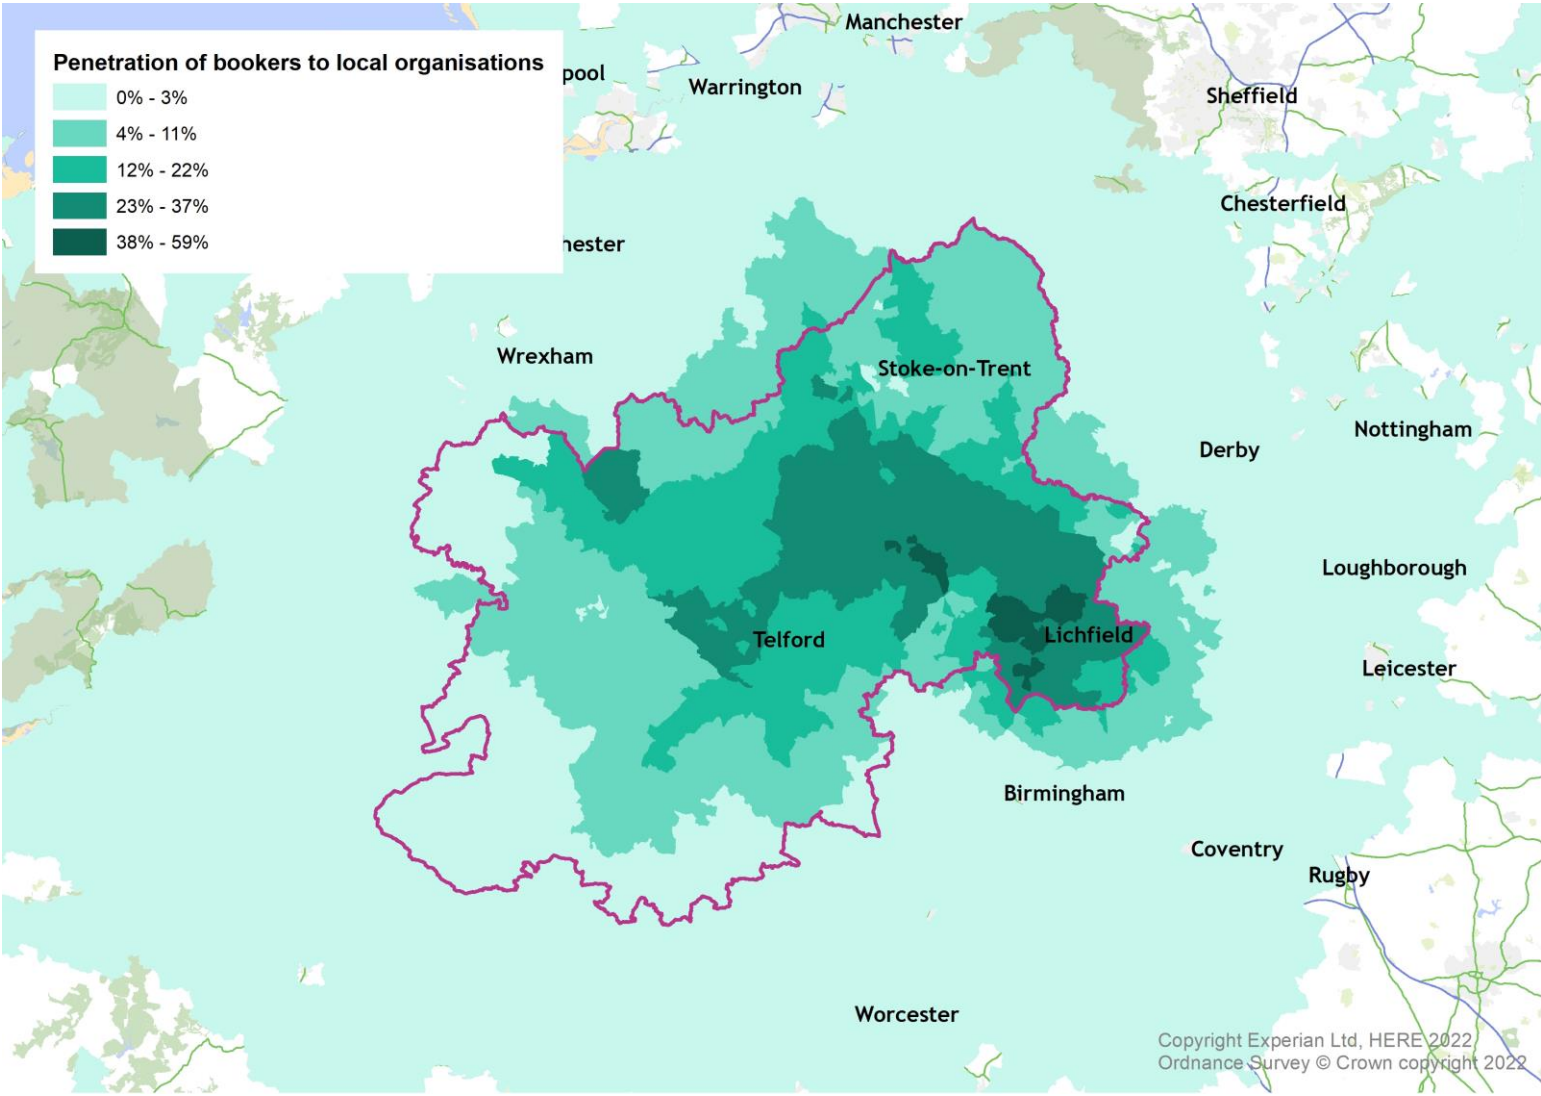 Manchester
Penetration of bookers to local organisations
pool
0% - 3%
Warrington
Sheffield
4% - 11%
12% - 22%
23% - 37%
Chesterfield
38% - 59%
hester
Wrexham
Stoke-on-Trent
Nottingham
Derby
Loughborough
Telford
Lichfield
Leicester
Birmingham
Coventry
Rugby
Worcester
Copyright Experian Ltd, HERE 2022
Ordnance Survey © Crown copyright 2022